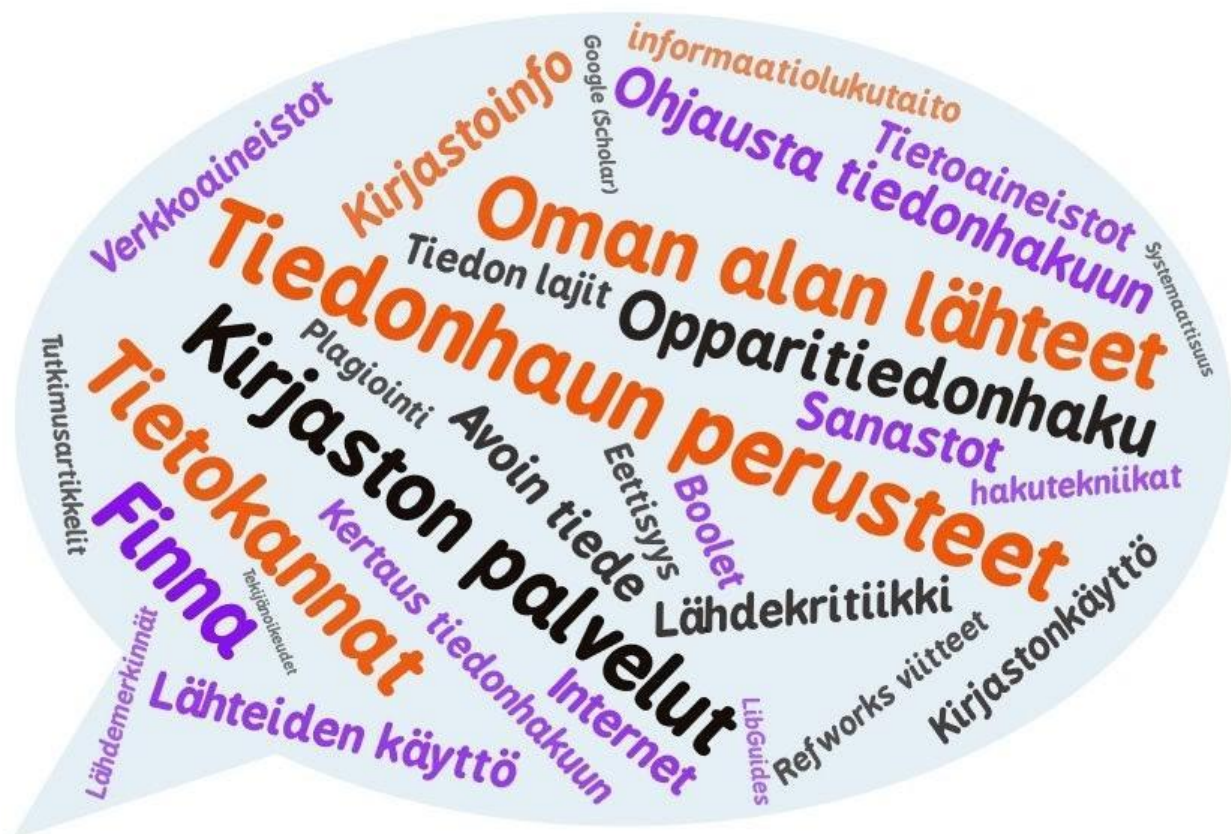 informaatiolukutaito
Google (Scholar)
Kirjastoinfo
Ohjausta tiedonhakuun
Tietoaineistot
Verkkoaineistot
Oman alan lähteet
Systemaattisuus
Tiedonhaun perusteet
Tiedon lajit
Opparitiedonhaku
Kirjaston palvelut
Plagiointi
Tutkimusartikkelit
Tietokannat
Avoin tiede
Sanastot
hakutekniikat
Eettisyys
Boolet
Finna
Kertaus tiedonhakuun
Lähdekritiikki
Kirjastonkäyttö
Tekijänoikeudet
Refworks viitteet
Lähdemerkinnät
Lähteiden käyttö
Internet
LibGuides